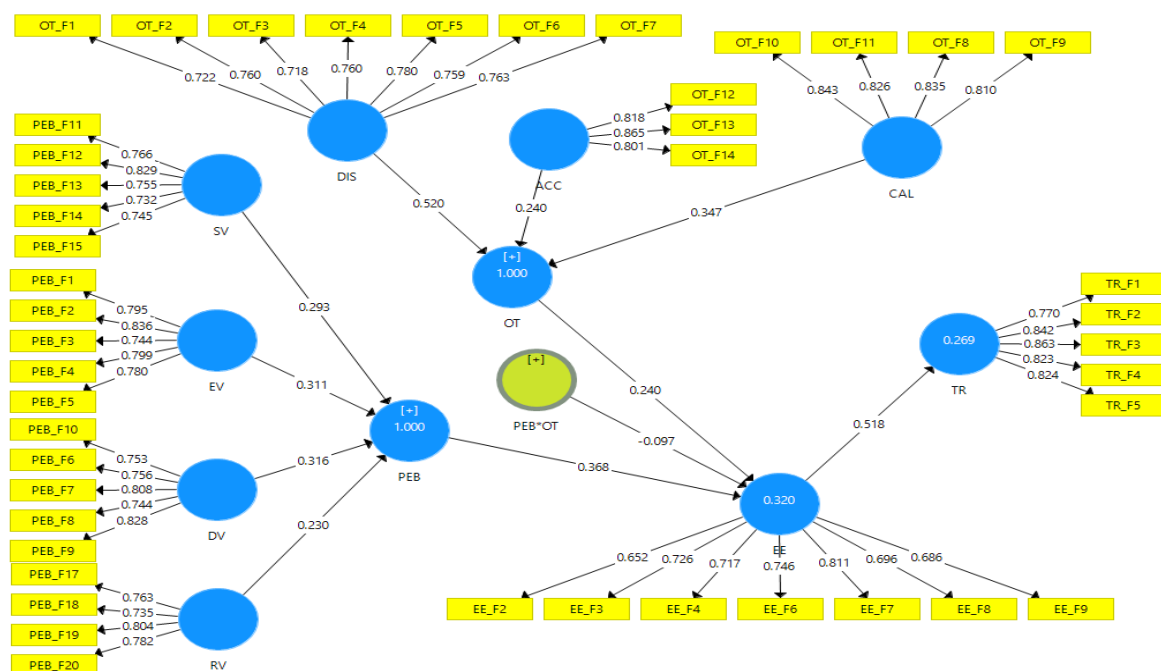 OT_F1 OT_F2 OT_F3 OT_F4 OT_F5 OT_F6 OT_F7
0.722 0.760 0.718 0.760 0.780 0.759 0.763
DIS
OT_F10 OT_F11 OT_F8 OT_F9
0.843 0.826 0.835 0.810
CAL
OT_F12
OT_F13
OT_F14
0.818
0.865
0.801
ACC
PEB_F11
PEB_F12
PEB_F13
PEB_F14
PEB_F15
0.766
0.829
0.755
0.732
0.745
SV
0.520
0.240
0.347
[+]
1.000
OT
0.293
PEB_F1
PEB_F2
PEB_F3
PEB_F4
PEB_F5
0.795
0.836
0.744
0.799
0.780
EV
0.311
[+]
PEB*OT
0.240
-0.097
TR_F1
TR_F2
TR_F3
TR_F4
TR_F5
0.770
0.842
0.863
0.823
0.824
0.269
TR
0.518
PEB_F10
PEB_F6
PEB_F7
PEB_F8
PEB_F9
0.753
0.756
0.808
0.744
0.828
DV
0.316
[+]
1.000
PEB
0.368
0.230
PEB_F17
PEB_F18
PEB_F19
PEB_F20
0.763
0.735
0.804
0.782
RV
0.320
EE
0.652 0.726 0.717 0.746 0.811 0.696 0.686
EE_F2 EE_F3 EE_F4 EE_F6 EE_F7 EE_F8 EE_F9